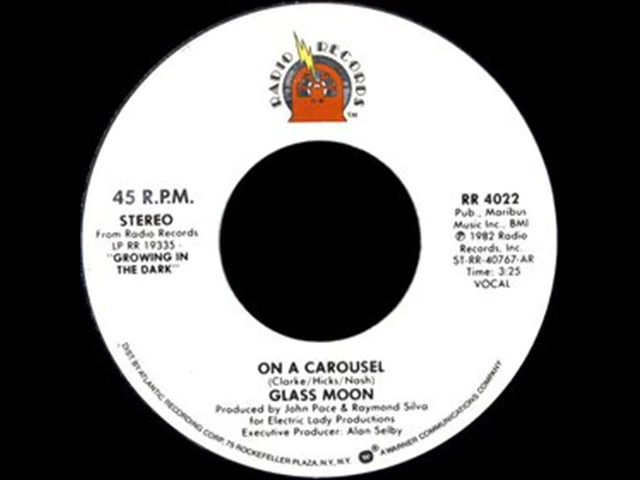 RADIO RECORDS
TM
45 R.P.M.
STEREO
From Radio Records
LP RR 19335 -
"GROWING IN
THE DARK"
RR 4022
Pub., Maribus
Music Inc., BMI
℗ 1982 Radio
Records, Inc.
ST-RR-40767-AR
Time: 3:25
VOCAL
ON A CAROUSEL
(Clarke/Hicks/Nash)
GLASS MOON
Produced by John Pace & Raymond Silva
for Electric Lady Productions
Executive Producer: Alan Selby
DIST. BY ATLANTIC RECORDING CORP., 75 ROCKEFELLER PLAZA, N.Y., N.Y. ® A WARNER COMMUNICATIONS COMPANY